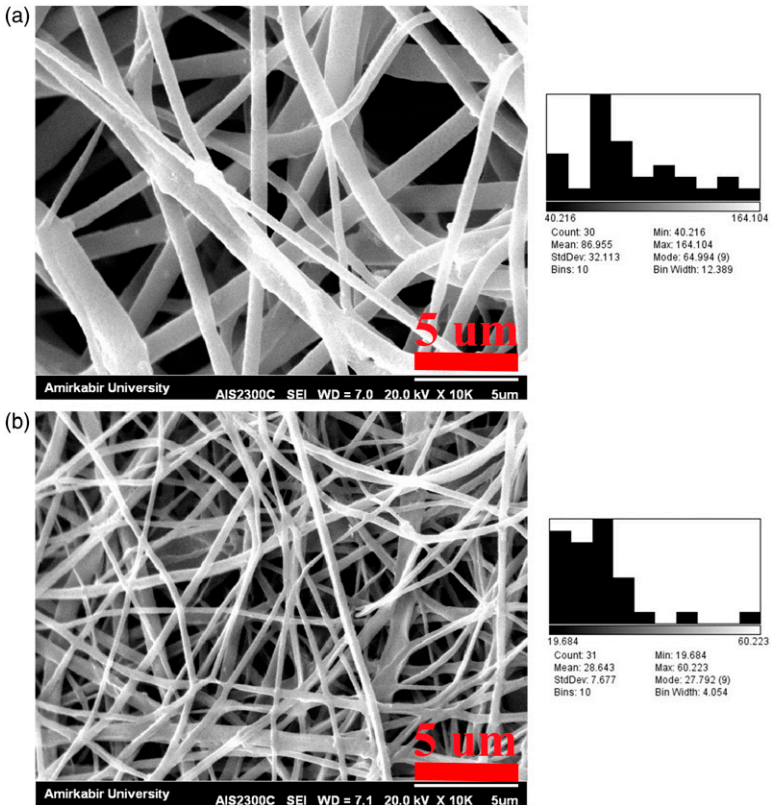 (a)
5 um
Amirkabir University
AIS2300C SEI WD = 7.0 20.0 kV X 10K 5um
40.216 164.104
Count: 30 Min: 40.216
Mean: 86.955 Max: 164.104
StdDev: 32.113 Mode: 64.994 (9)
Bins: 10 Bin Width: 12.389
(b)
5 um
Amirkabir University
AIS2300C SEI WD = 7.1 20.0 kV X 10K 5um
19.684 60.223
Count: 31 Min: 19.684
Mean: 28.643 Max: 60.223
StdDev: 7.677 Mode: 27.792 (9)
Bins: 10 Bin Width: 4.054